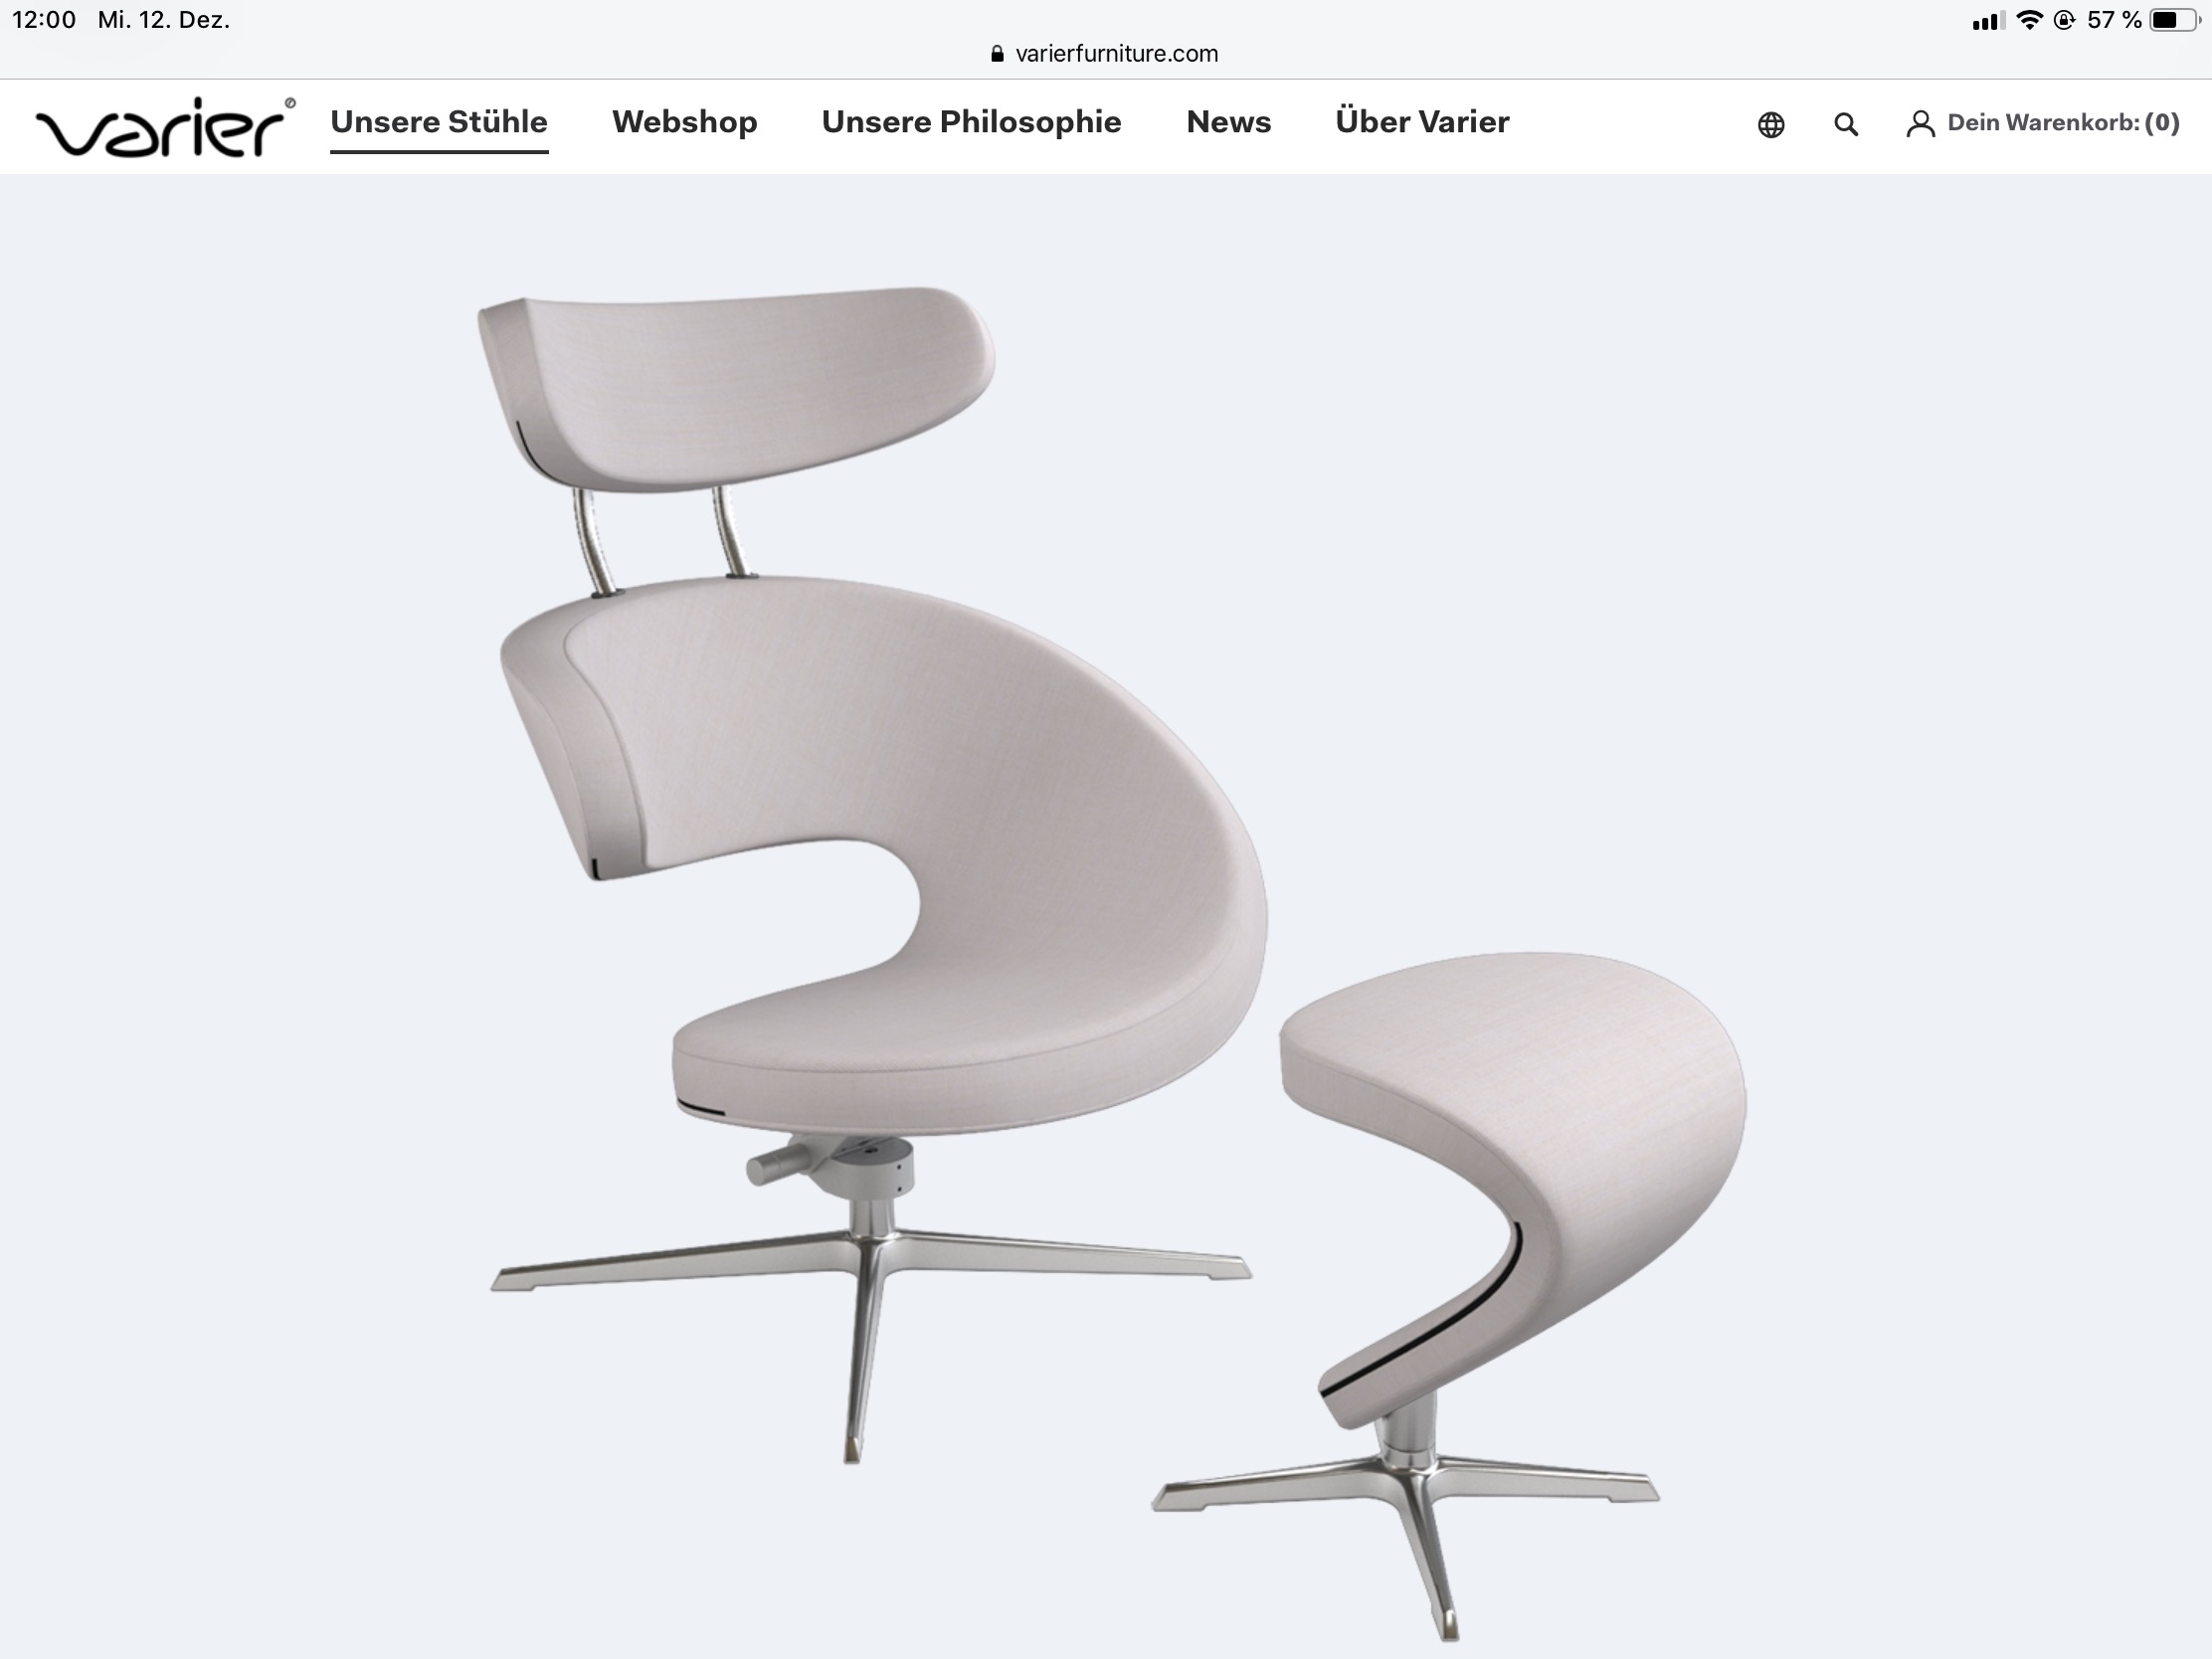 12:00 Mi. 12. Dez. 57 %
varierfurniture.com
varier Unsere Stühle Webshop Unsere Philosophie News Über Varier Dein Warenkorb: (0)